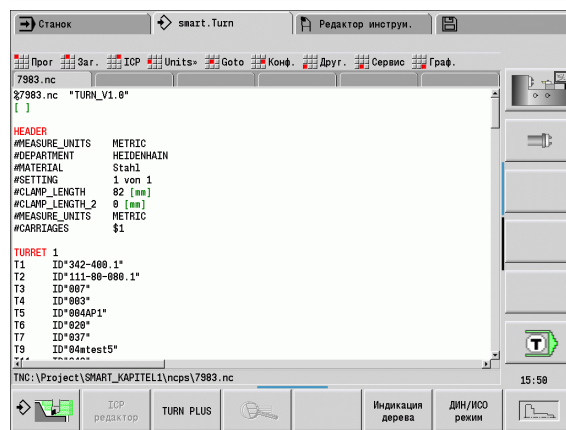 Станок smart.Turn Редактор инструм.
Прог Заг. ICP Units» Goto Конф. Друг. Сервис Граф.
7983.nc
%7983.nc "TURN_V1.0"
[ ]
HEADER
#MEASURE_UNITS METRIC
#DEPARTMENT HEIDENHAIN
#MATERIAL Stahl
#SETTING 1 von 1
#CLAMP_LENGTH 82 [mm]
#CLAMP_LENGTH_2 0 [mm]
#MEASURE_UNITS METRIC
#CARRIAGES $1
TURRET 1
T1 ID"342-400.1"
T2 ID"111-80-080.1"
T3 ID"007"
T4 ID"003"
T5 ID"004AP1"
T6 ID"020"
T7 ID"037"
T9 ID"04mtest5"
TNC:\Project\SMART_KAPITEL1\ncps\7983.nc
15:50
T
ICP редактор
TURN PLUS
Индикация дерева
ДИН/ИСО режим